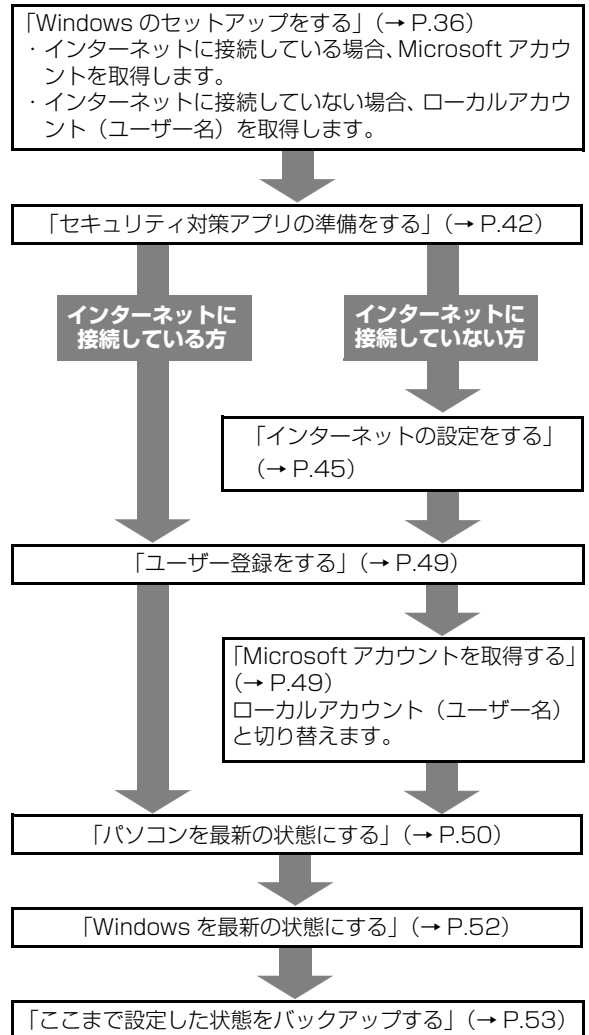 「Windows のセットアップをする」（→ P.36）
・インターネットに接続している場合、Microsoft アカウ
ントを取得します。
・インターネットに接続していない場合、ローカルアカウ
ント（ユーザー名）を取得します。
「セキュリティ対策アプリの準備をする」（→ P.42）
インターネットに
接続している方
インターネットに
接続していない方
「インターネットの設定をする」
（→ P.45）
「ユーザー登録をする」（→ P.49）
「Microsoft アカウントを取得する」
（→ P.49）
ローカルアカウント（ユーザー名）
と切り替えます。
「パソコンを最新の状態にする」（→ P.50）
「Windows を最新の状態にする」（→ P.52）
「ここまで設定した状態をバックアップする」（→ P.53）